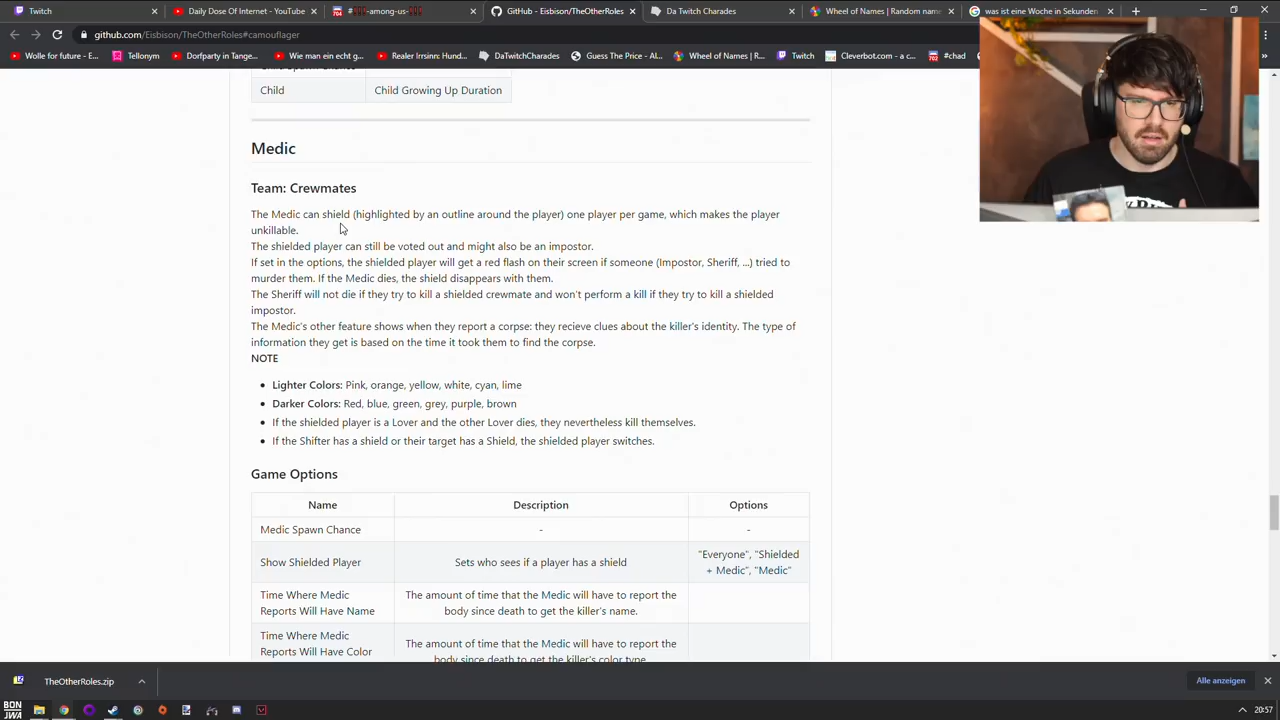 Twitch
Daily Dose Of Internet - YouTube
-among-us-
GitHub - Eisbison/TheOtherRoles
Da Twitch Charades
Wheel of Names | Random name
was ist eine Woche in Sekunden
github.com/Eisbison/TheOtherRoles#camouflager
Wolle for future - E...
Tellonym
Dorfparty in Tange...
Wie man ein echt g...
Realer Irrsinn: Hunde...
DaTwitchCharades
Guess The Price - Al...
Wheel of Names | R...
Twitch
Cleverbot.com - a c...
#chad
Child
Child Growing Up Duration
Medic
Team: Crewmates
The Medic can shield (highlighted by an outline around the player) one player per game, which makes the player
unkillable.
The shielded player can still be voted out and might also be an impostor.
If set in the options, the shielded player will get a red flash on their screen if someone (Impostor, Sheriff, ...) tried to
murder them. If the Medic dies, the shield disappears with them.
The Sheriff will not die if they try to kill a shielded crewmate and won't perform a kill if they try to kill a shielded
impostor.
The Medic's other feature shows when they report a corpse: they recieve clues about the killer's identity. The type of
information they get is based on the time it took them to find the corpse.
NOTE
• Lighter Colors: Pink, orange, yellow, white, cyan, lime
• Darker Colors: Red, blue, green, grey, purple, brown
• If the shielded player is a Lover and the other Lover dies, they nevertheless kill themselves.
• If the Shifter has a shield or their target has a Shield, the shielded player switches.
Game Options
Name Description Options
Medic Spawn Chance - -
Show Shielded Player Sets who sees if a player has a shield "Everyone", "Shielded
+ Medic", "Medic"
Time Where Medic The amount of time that the Medic will have to report the
Reports Will Have Name body since death to get the killer's name.
Time Where Medic The amount of time that the Medic will have to report the
Reports Will Have Color body since death to get the killer's color type.
TheOtherRoles.zip
Alle anzeigen
BON
JWA
20:57